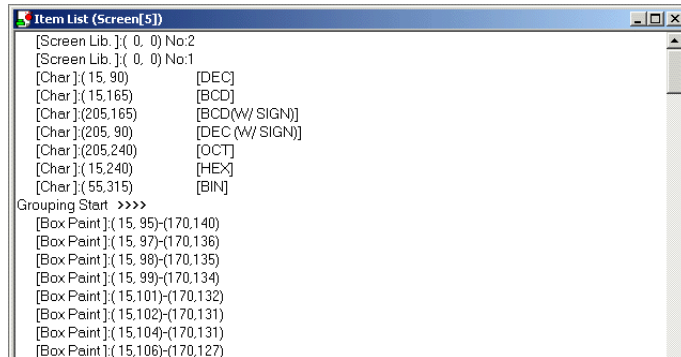 Item List (Screen[5])
[Screen Lib. ]:( 0, 0) No:2
[Screen Lib. ]:( 0, 0) No:1
[Char ]:( 15, 90) [DEC]
[Char ]:( 15,165) [BCD]
[Char ]:(205,165) [BCD(W/ SIGN)]
[Char ]:(205, 90) [DEC (W/ SIGN)]
[Char ]:(205,240) [OCT]
[Char ]:( 15,240) [HEX]
[Char ]:( 55,315) [BIN]
Grouping Start >>>>
[Box Paint ]:( 15, 95)-(170,140)
[Box Paint ]:( 15, 97)-(170,136)
[Box Paint ]:( 15, 98)-(170,135)
[Box Paint ]:( 15, 99)-(170,134)
[Box Paint ]:( 15,101)-(170,132)
[Box Paint ]:( 15,102)-(170,131)
[Box Paint ]:( 15,104)-(170,131)
[Box Paint ]:( 15,106)-(170,127)